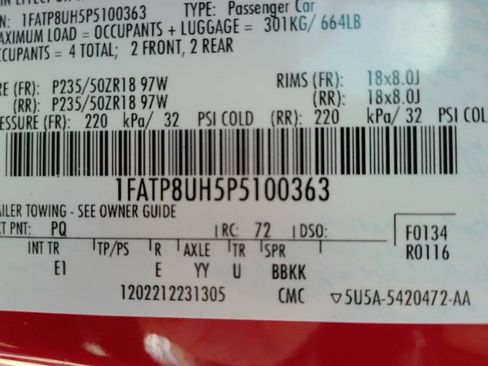 N: 1FATP8UH5P5100363 TYPE: Passenger Car
AXIMUM LOAD = OCCUPANTS + LUGGAGE = 301KG/ 664LB
CCUPANTS = 4 TOTAL; 2 FRONT, 2 REAR
RE (FR): P235/50ZR18 97W RIMS (FR): 18x8.0J
(RR): P235/50ZR18 97W (RR): 18x8.0J
ESSURE (FR): 220 kPa/ 32 PSI COLD (RR): 220 kPa/ 32 PSI COL
1FATP8UH5P5100363
AILER TOWING - SEE OWNER GUIDE
T PNT: PQ RC: 72 DSO: F0134
INT TR TP/PS R AXLE TR SPR R0116
E1 E YY U BBKK
1202212231305 CMC ▽5U5A-5420472-AA